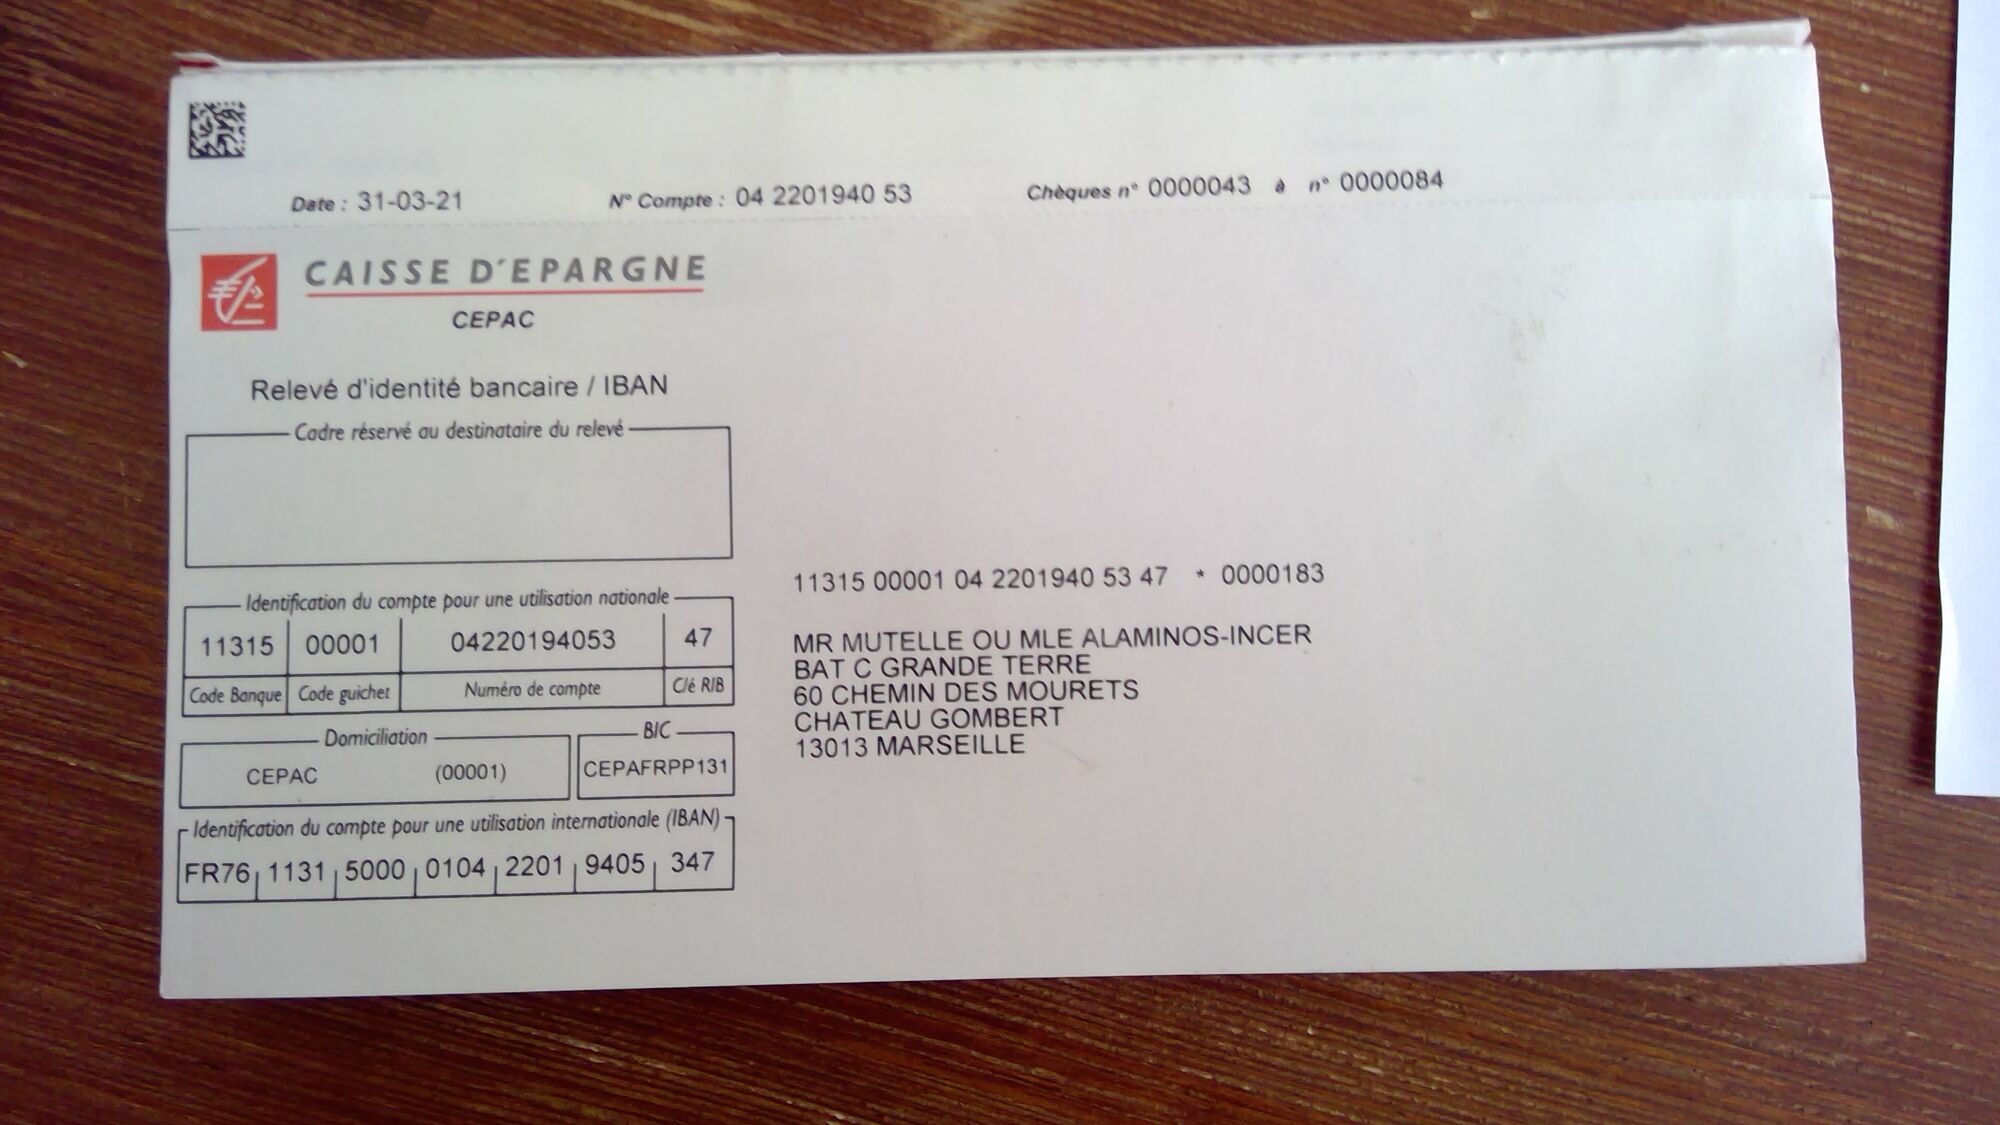 Date : 31-03-21 N° Compte : 04 2201940 53 Chèques n° 0000043 à n° 0000084
CAISSE D'EPARGNE
CEPAC
Relevé d'identité bancaire / IBAN
Cadre réservé au destinataire du relevé
11315 00001 04 2201940 53 47 * 0000183
Identification du compte pour une utilisation nationale
11315 00001 04220194053 47
Code Banque Code guichet Numéro de compte Clé RIB
MR MUTELLE OU MLE ALAMINOS-INCER
BAT C GRANDE TERRE
60 CHEMIN DES MOURETS
CHATEAU GOMBERT
13013 MARSEILLE
Domiciliation BIC
CEPAC (00001) CEPAFRPP131
Identification du compte pour une utilisation internationale (IBAN)
FR76 1131 5000 0104 2201 9405 347